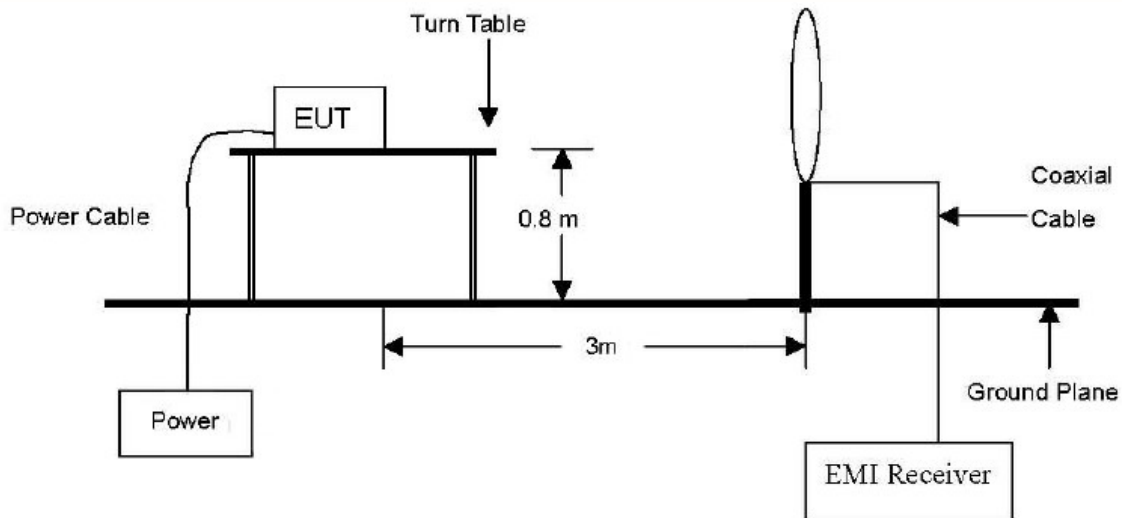 Turn Table
EUT
Coaxial
Cable
Power Cable
0.8 m
3m
Ground Plane
Power
EMI Receiver